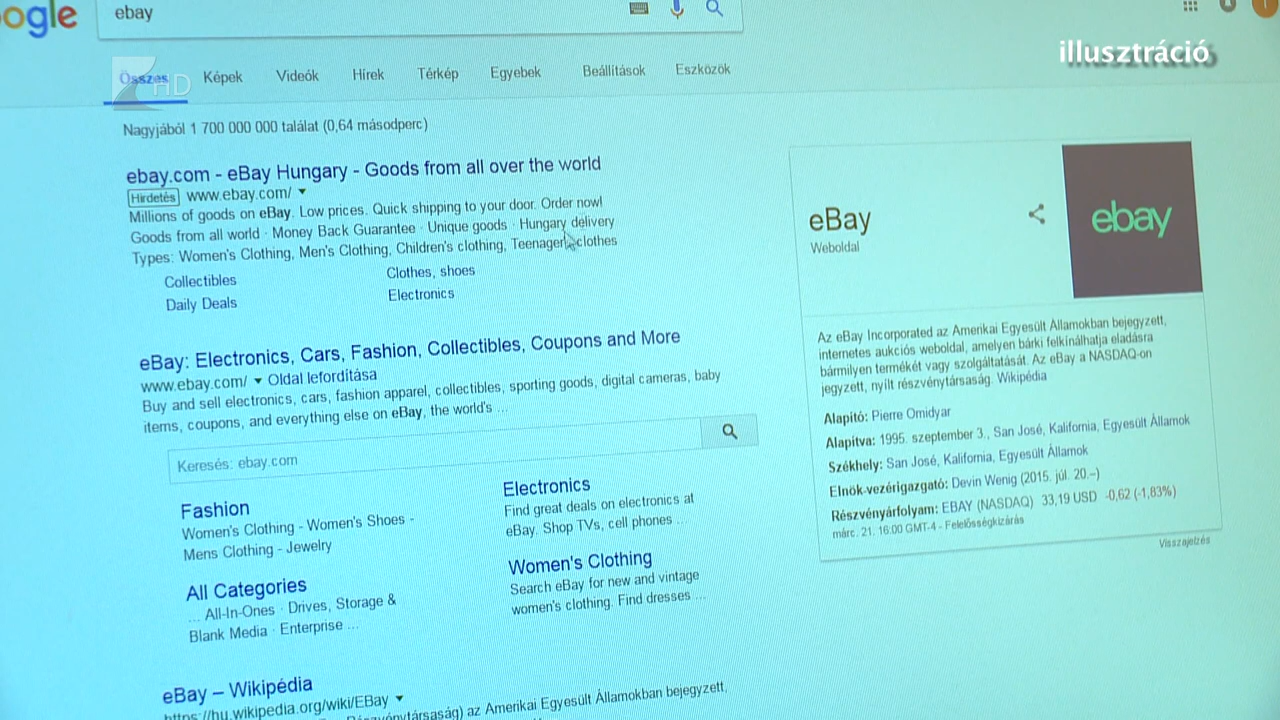 ogle
ebay
illusztráció
HD
Összes Képek Videók Hírek Térkép Egyebek Beállítások Eszközök
Nagyjából 1 700 000 000 találat (0,64 másodperc)
ebay.com - eBay Hungary - Goods from all over the world
Hirdetés www.ebay.com/
Millions of goods on eBay. Low prices. Quick shipping to your door. Order now!
Goods from all world · Money Back Guarantee · Unique goods · Hungary delivery
Types: Women's Clothing, Men's Clothing, Children's clothing, Teenager clothes
Collectibles Clothes, shoes
Daily Deals Electronics
eBay: Electronics, Cars, Fashion, Collectibles, Coupons and More
www.ebay.com/ Oldal lefordítása
Buy and sell electronics, cars, fashion apparel, collectibles, sporting goods, digital cameras, baby
items, coupons, and everything else on eBay, the world's ...
Keresés: ebay.com
Fashion
Women's Clothing - Women's Shoes -
Mens Clothing - Jewelry
Electronics
Find great deals on electronics at
eBay. Shop TVs, cell phones ...
All Categories
... All-In-Ones · Drives, Storage &
Blank Media · Enterprise ...
Women's Clothing
Search eBay for new and vintage
women's clothing. Find dresses ...
eBay – Wikipédia
https://hu.wikipedia.org/wiki/EBay
Részvénytársaság) az Amerikai Egyesült Államokban bejegyzett,
eBay
Weboldal
ebay
Az eBay Incorporated az Amerikai Egyesült Államokban bejegyzett,
internetes aukciós weboldal, amelyen bárki felkínálhatja eladásra
bármilyen termékét vagy szolgáltatását. Az eBay a NASDAQ-on
jegyzett, nyílt részvénytársaság. Wikipédia
Alapító: Pierre Omidyar
Alapítva: 1995. szeptember 3., San José, Kalifornia, Egyesült Államok
Székhely: San José, Kalifornia, Egyesült Államok
Elnök-vezérigazgató: Devin Wenig (2015. júl. 20.–)
Részvényárfolyam: EBAY (NASDAQ) 33,19 USD -0,62 (-1,83%)
márc. 21. 16:00 GMT-4 - Felelősségkizárás
Visszajelzés